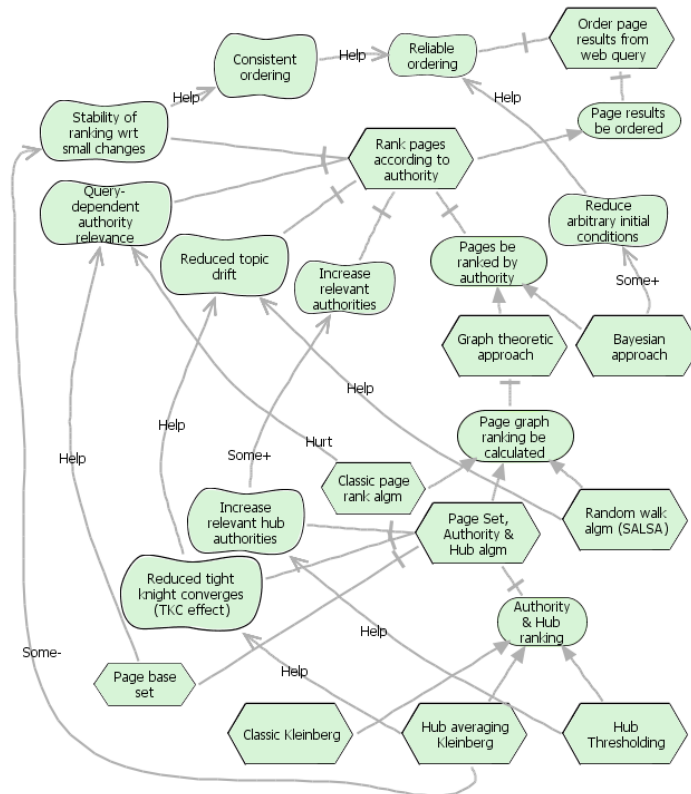 Order page
results from
web query
Consistent
ordering
Help
Reliable
ordering
Help
Help
Stability of
ranking wrt
small changes
Page results
be ordered
Rank pages
according to
authority
Query-
dependent
authority
relevance
Reduce
arbitrary initial
conditions
Reduced topic
drift
Increase
relevant
authorities
Pages be
ranked by
authority
Some+
Graph theoretic
approach
Bayesian
approach
Help
Help
Hurt
Page graph
ranking be
calculated
Help
Some+
Classic page
rank algm
Increase
relevant hub
authorities
Page Set,
Authority &
Hub algm
Random walk
algm (SALSA)
Reduced tight
knight converges
(TKC effect)
Authority
& Hub
ranking
Some-
Help
Help
Page base
set
Classic Kleinberg
Hub averaging
Kleinberg
Hub
Thresholding